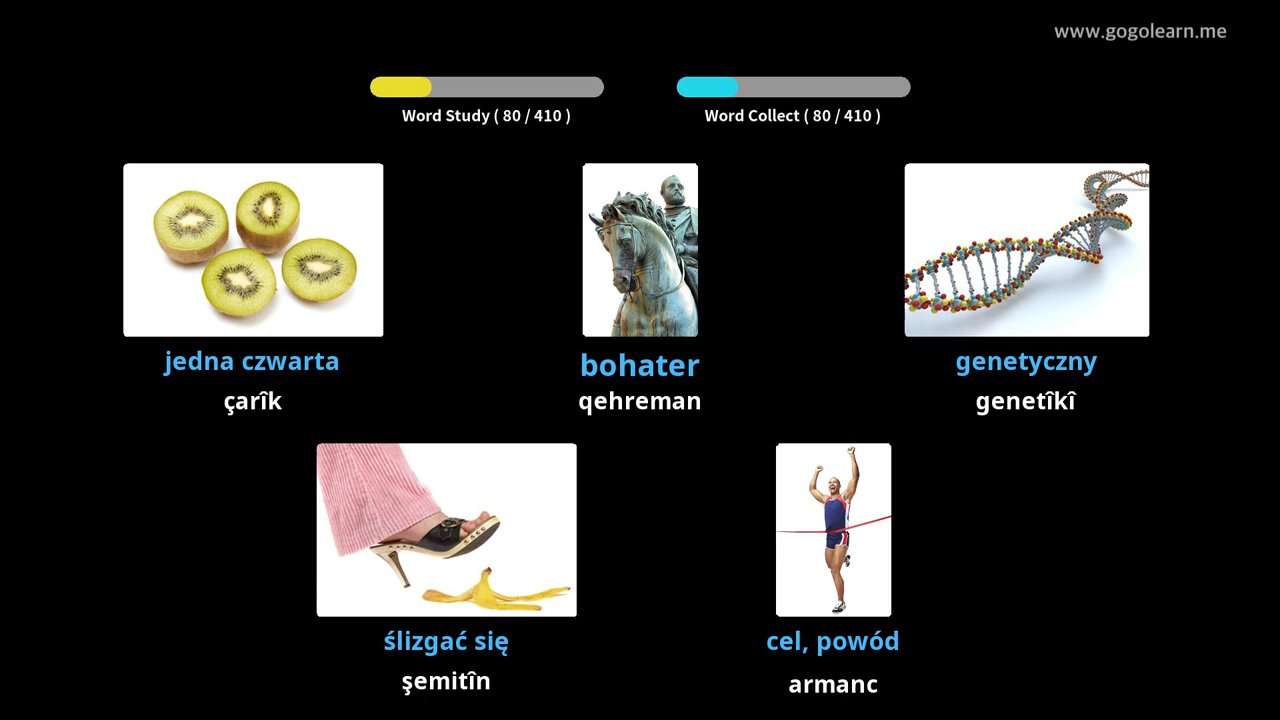 www.gogolearn.me
Word Study ( 80 / 410 )
Word Collect ( 80 / 410 )
jedna czwarta
çarîk
bohater
qehreman
genetyczny
genetîkî
ślizgać się
şemitîn
cel, powód
armanc